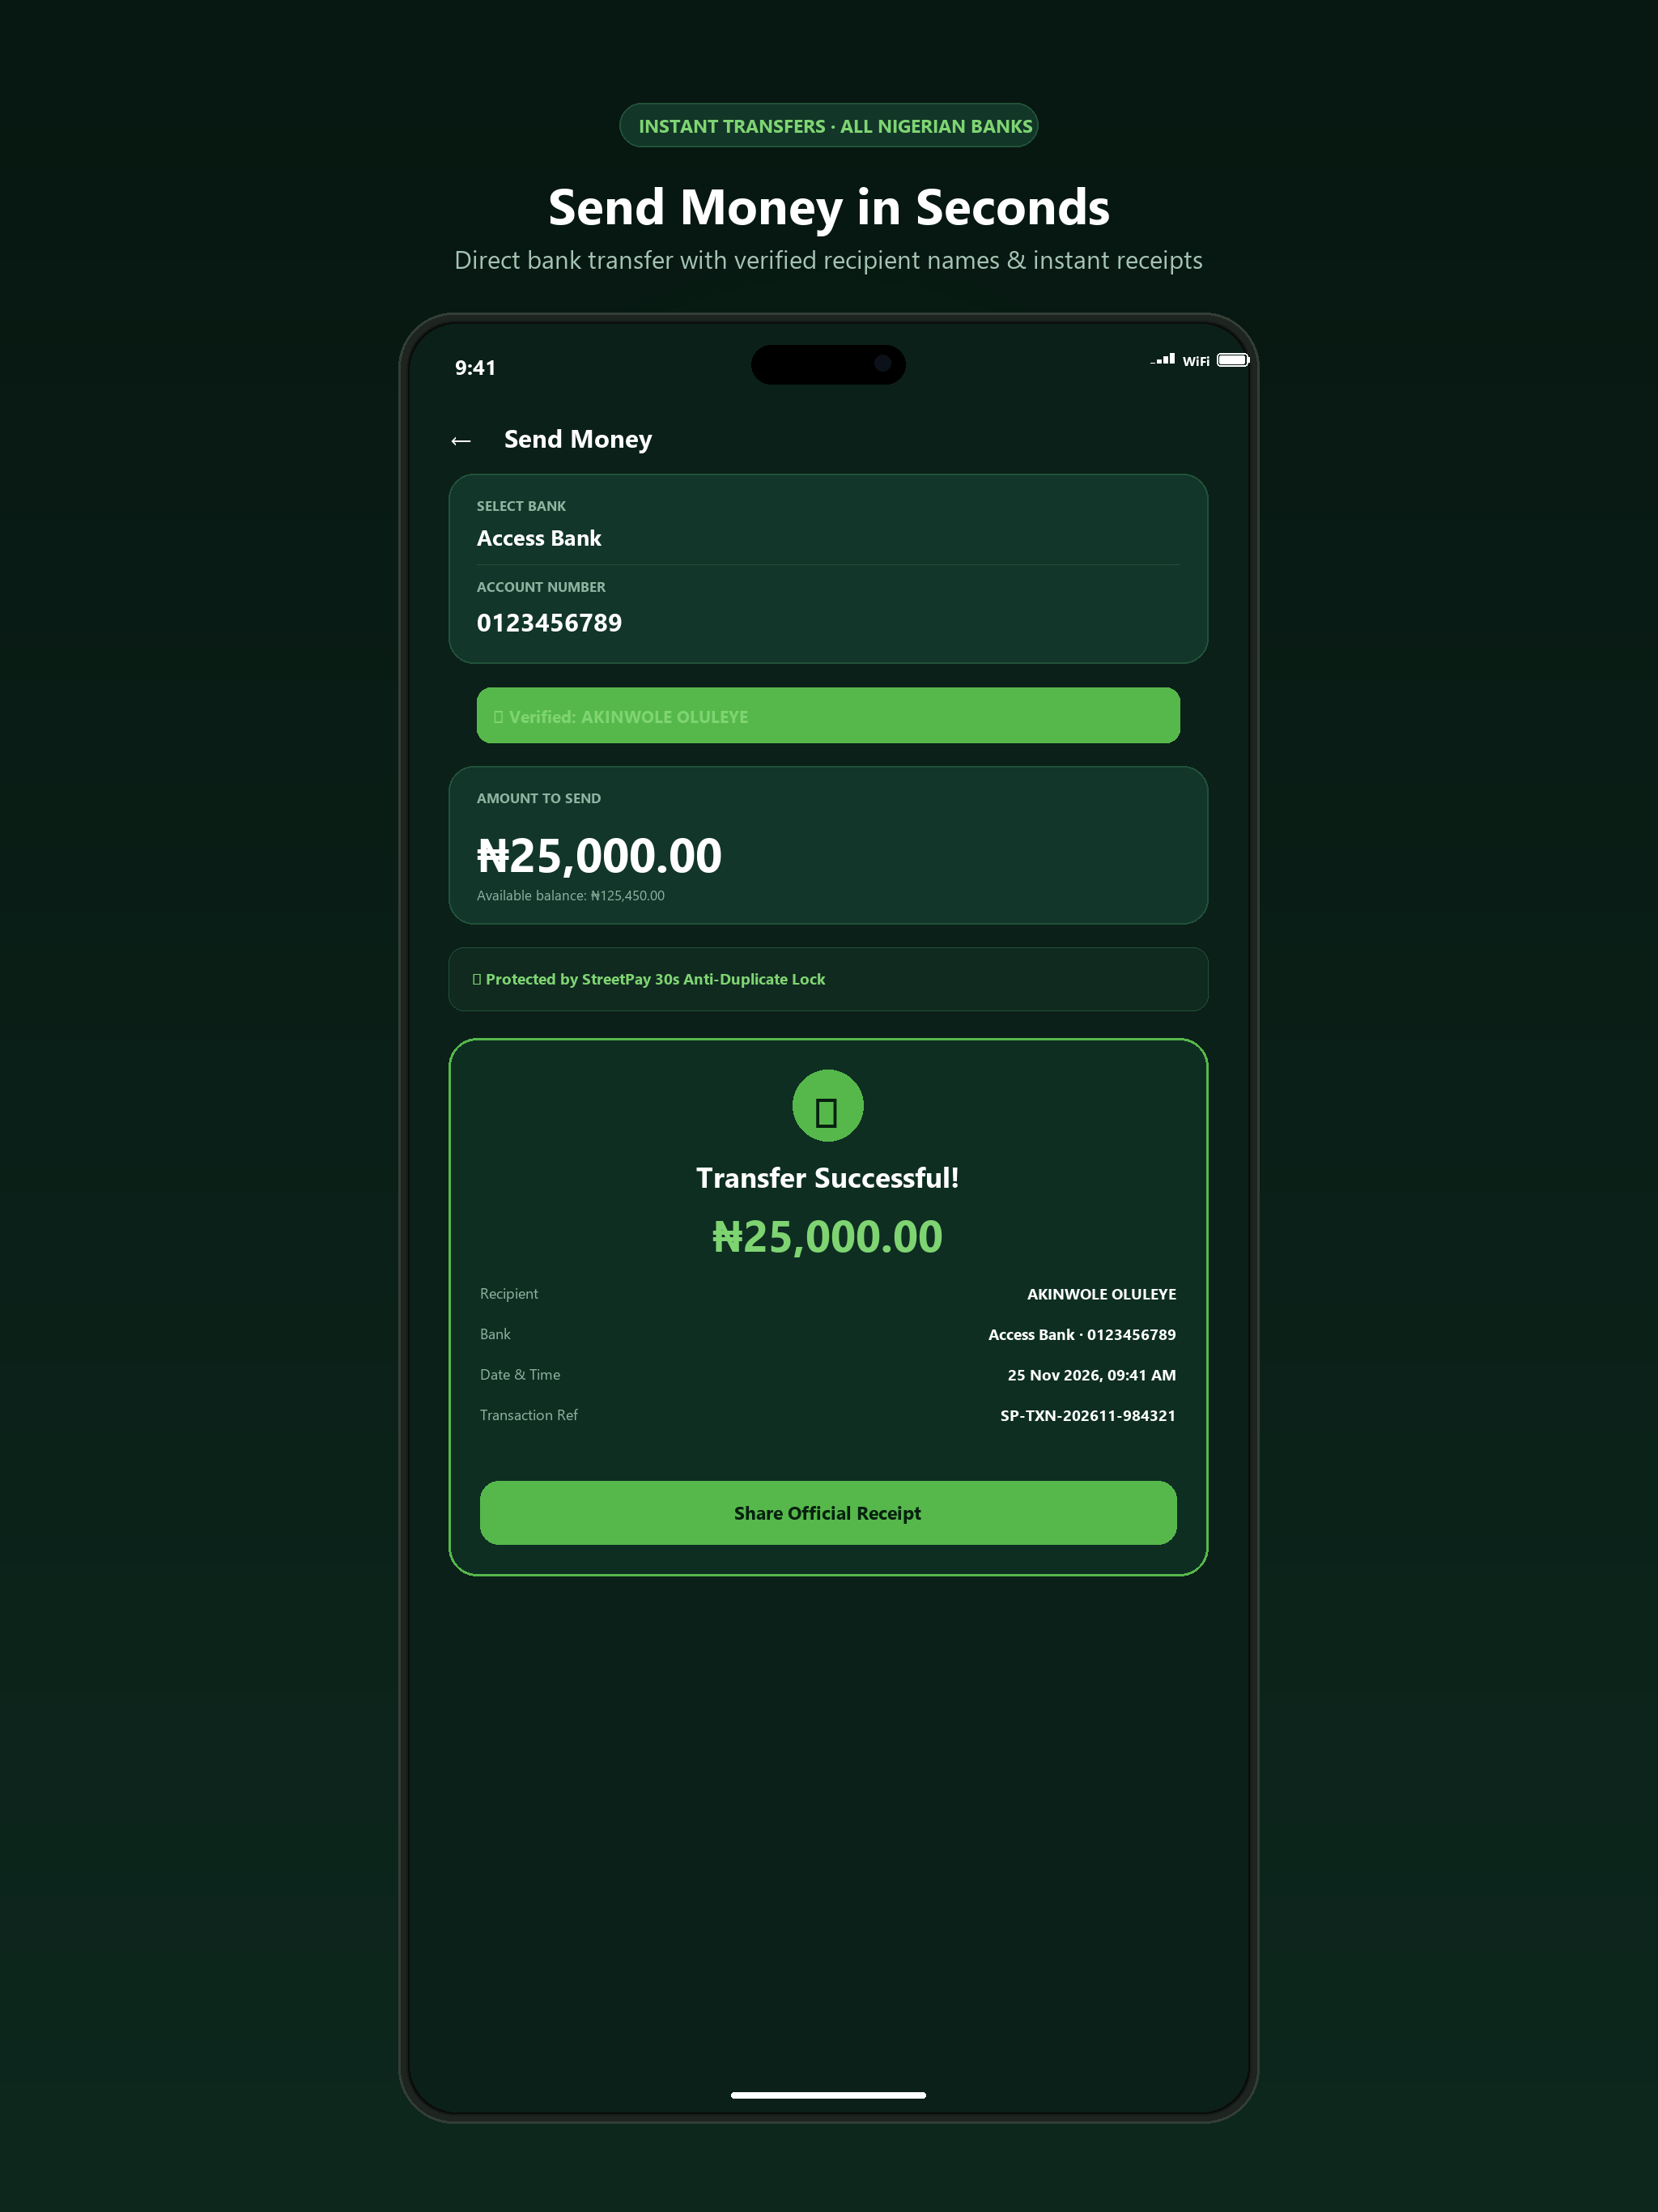 INSTANT TRANSFERS · ALL NIGERIAN BANKS
Send Money in Seconds
Direct bank transfer with verified recipient names & instant receipts
9:41
WiFi
← Send Money
SELECT BANK
Access Bank
ACCOUNT NUMBER
0123456789
Verified: AKINWOLE OLULEYE
AMOUNT TO SEND
₦25,000.00
Available balance: ₦125,450.00
Protected by StreetPay 30s Anti-Duplicate Lock
Transfer Successful!
₦25,000.00
Recipient AKINWOLE OLULEYE
Bank Access Bank · 0123456789
Date & Time 25 Nov 2026, 09:41 AM
Transaction Ref SP-TXN-202611-984321
Share Official Receipt